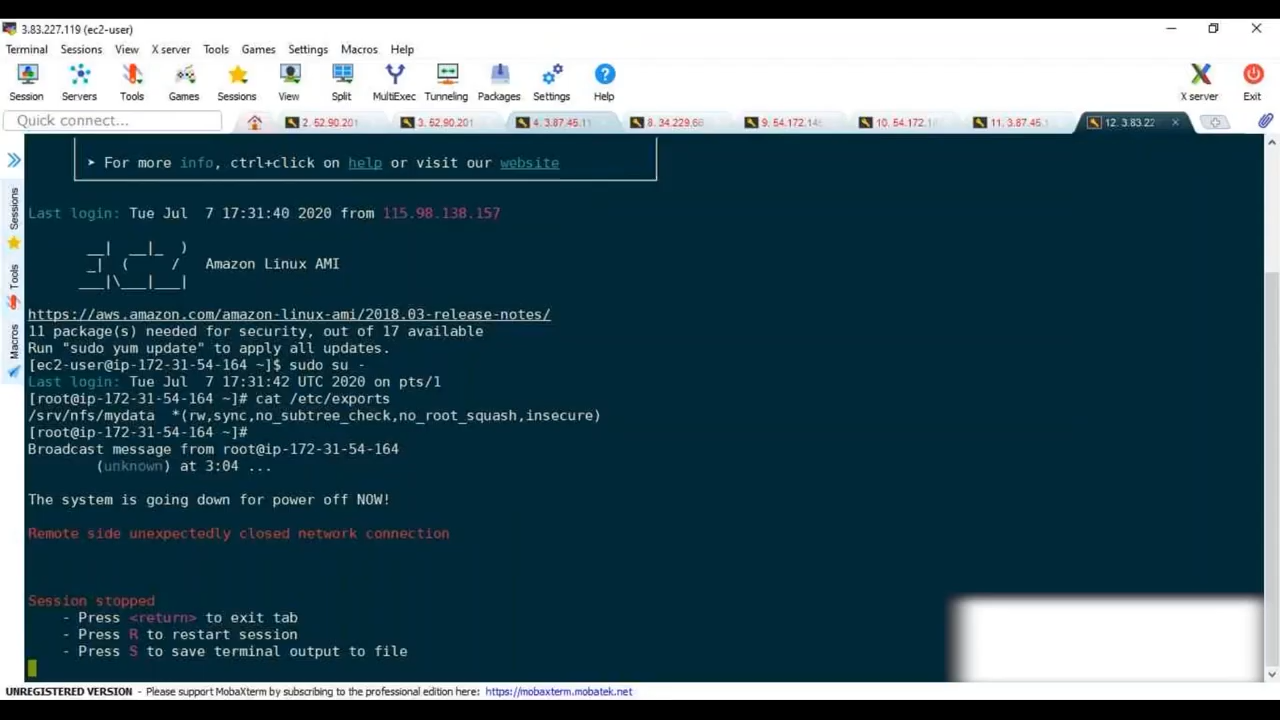 3.83.227.119 (ec2-user)
Terminal Sessions View X server Tools Games Settings Macros Help
Session Servers Tools Games Sessions View Split MultiExec Tunneling Packages Settings Help X server Exit
Quick connect... 2. 52.90.201 3. 52.90.201 4. 3.87.45.11 8. 34.229.66 9. 54.172.14 10. 54.172.1 11. 3.87.45.1 12. 3.83.22
Sessions
Tools
Macros
➤ For more info, ctrl+click on help or visit our website
Last login: Tue Jul  7 17:31:40 2020 from 115.98.138.157
__| __|_ )
_| ( / Amazon Linux AMI
___|\___|___|
https://aws.amazon.com/amazon-linux-ami/2018.03-release-notes/
11 package(s) needed for security, out of 17 available
Run "sudo yum update" to apply all updates.
[ec2-user@ip-172-31-54-164 ~]$ sudo su -
Last login: Tue Jul  7 17:31:42 UTC 2020 on pts/1
[root@ip-172-31-54-164 ~]# cat /etc/exports
/srv/nfs/mydata  *(rw,sync,no_subtree_check,no_root_squash,insecure)
[root@ip-172-31-54-164 ~]#
Broadcast message from root@ip-172-31-54-164
(unknown) at 3:04 ...
The system is going down for power off NOW!
Remote side unexpectedly closed network connection
Session stopped
- Press <return> to exit tab
- Press R to restart session
- Press S to save terminal output to file
UNREGISTERED VERSION - Please support MobaXterm by subscribing to the professional edition here: https://mobaxterm.mobatek.net